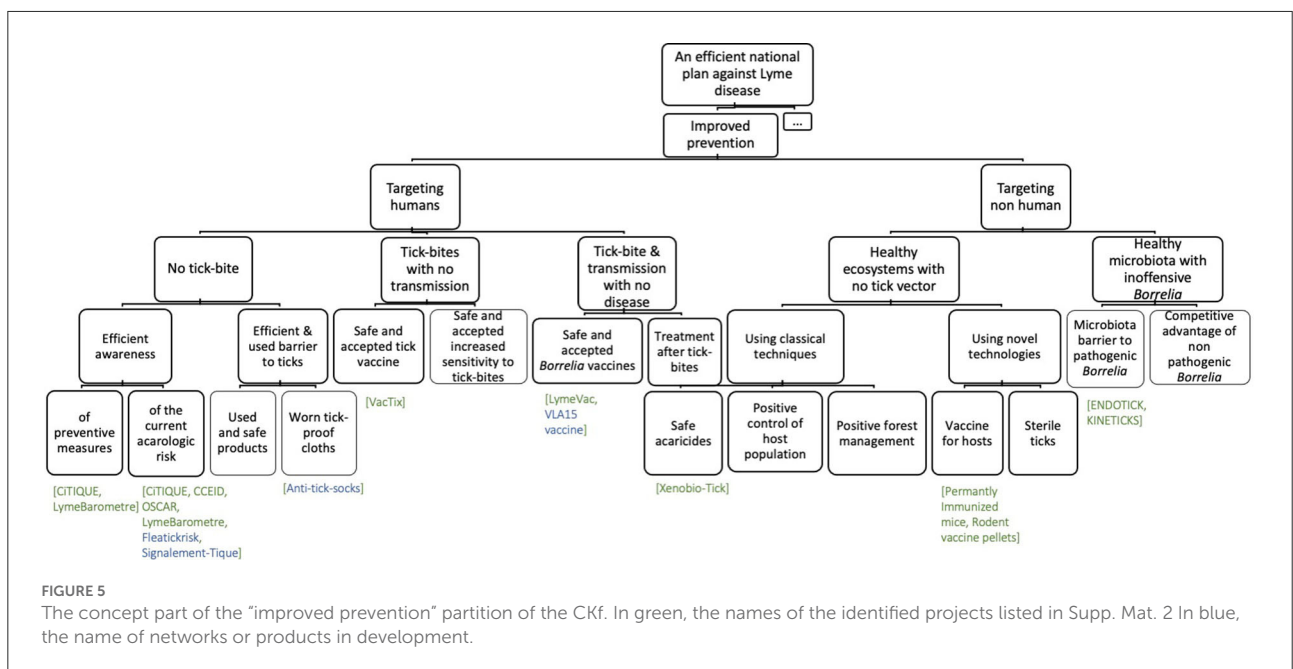 An efficient national
plan against Lyme
disease
...
Improved
prevention
Targeting
humans
Targeting
non human
No tick-bite
Tick-bites
with no
transmission
Tick-bite &
transmission
with no
disease
Healthy
ecosystems with
no tick vector
Healthy
microbiota with
inoffensive
Borrelia
Efficient
awareness
Efficient &
used barrier
to ticks
Safe and
accepted tick
vaccine
Safe and
accepted
increased
sensitivity to
tick-bites
Safe and
accepted
Borrelia vaccines
Treatment
after tick-
bites
Using classical
techniques
Using novel
technologies
Microbiota
barrier to
pathogenic
Borrelia
Competitive
advantage of
non
pathogenic
Borrelia
of
preventive
measures
of the
current
acarologic
risk
Used
and safe
products
Worn tick-
proof
cloths
[VacTix]
[LymeVac,
VLA15
vaccine]
Safe
acaricides
Positive
control of
host
population
Positive forest
management
Vaccine
for hosts
Sterile
ticks
[ENDOTICK,
KINETICKS]
[CiTIQUE,
LymeBarometre]
[CiTIQUE, CCEID,
OSCAR,
LymeBarometre,
Fleatickrisk,
Signalement-Tique]
[Anti-tick-socks]
[Xenobio-Tick]
[Permantly
Immunized
mice, Rodent
vaccine pellets]
FIGURE 5
The concept part of the “improved prevention” partition of the CKf. In green, the names of the identified projects listed in Supp. Mat. 2 In blue,
the name of networks or products in development.